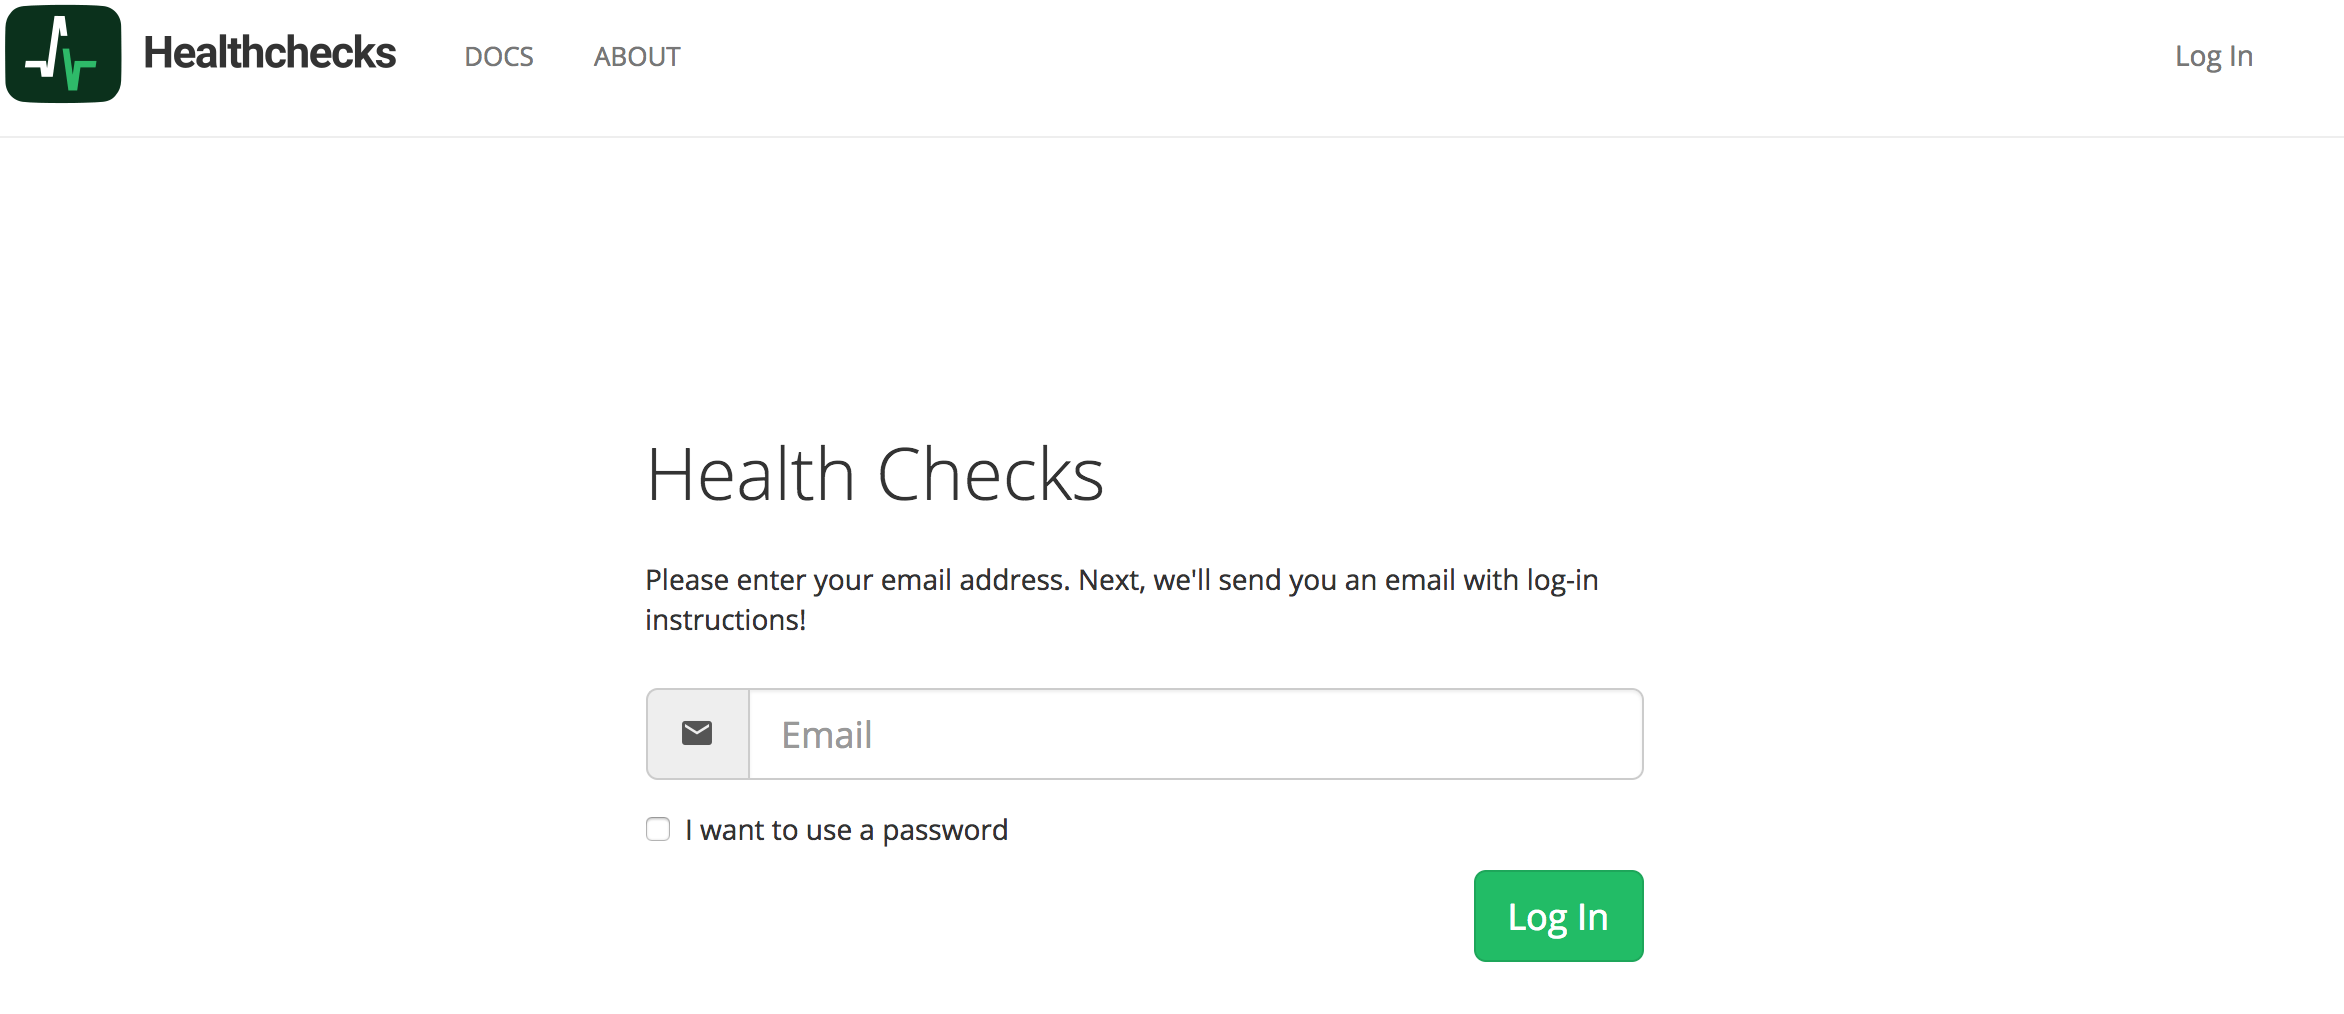 Healthchecks DOCS ABOUT Log In
Health Checks
Please enter your email address. Next, we'll send you an email with log-in
instructions!
Email
I want to use a password
Log In